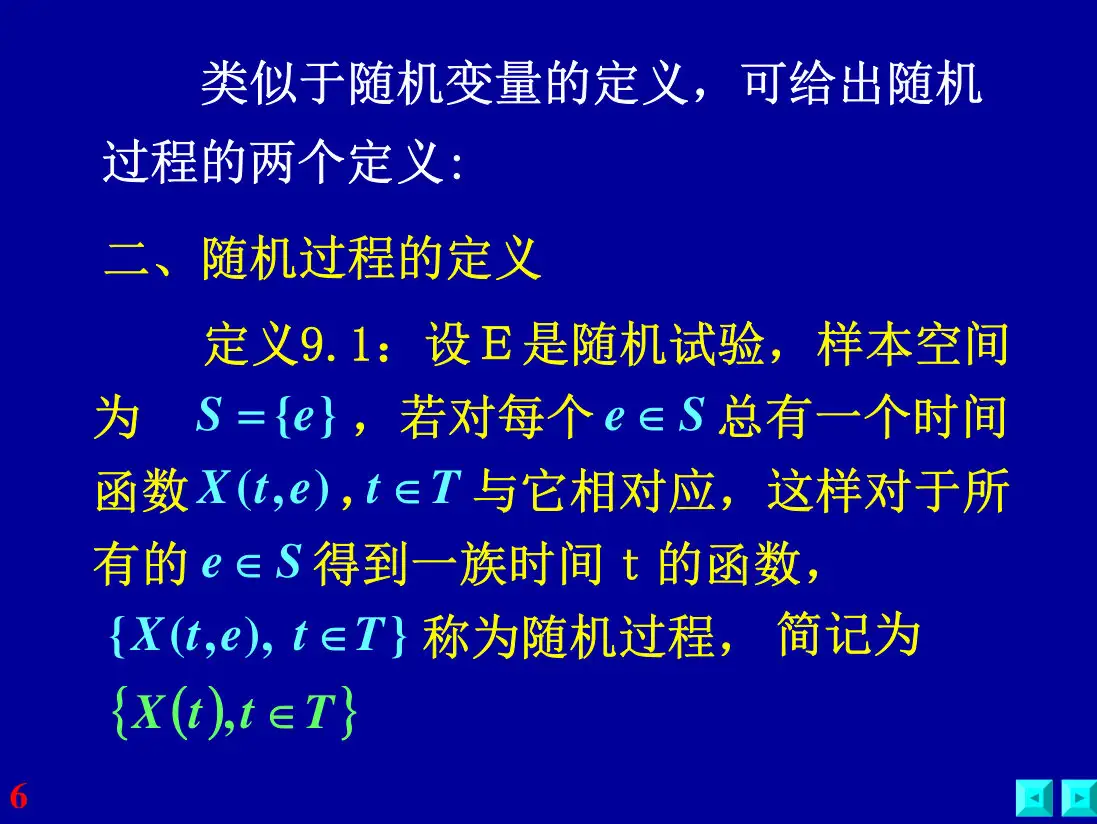 类似于随机变量的定义，可给出随机
过程的两个定义:
二、随机过程的定义
定义9.1：设E是随机试验，样本空间
为 S={e}，若对每个 e∈S 总有一个时间
函数 X(t,e)，t∈T 与它相对应，这样对于所
有的 e∈S 得到一族时间 t 的函数，
{X(t,e), t∈T} 称为随机过程， 简记为
{X(t),t∈T}
6